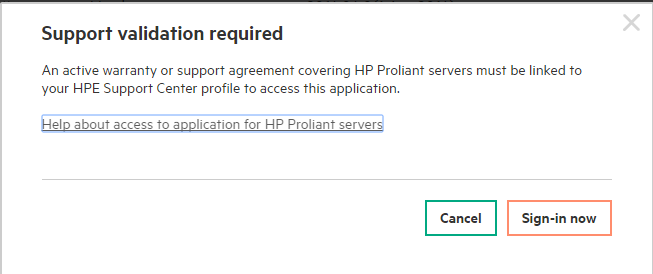 Support validation required
An active warranty or support agreement covering HP Proliant servers must be linked to
your HPE Support Center profile to access this application.
Help about access to application for HP Proliant servers
Cancel
Sign-in now